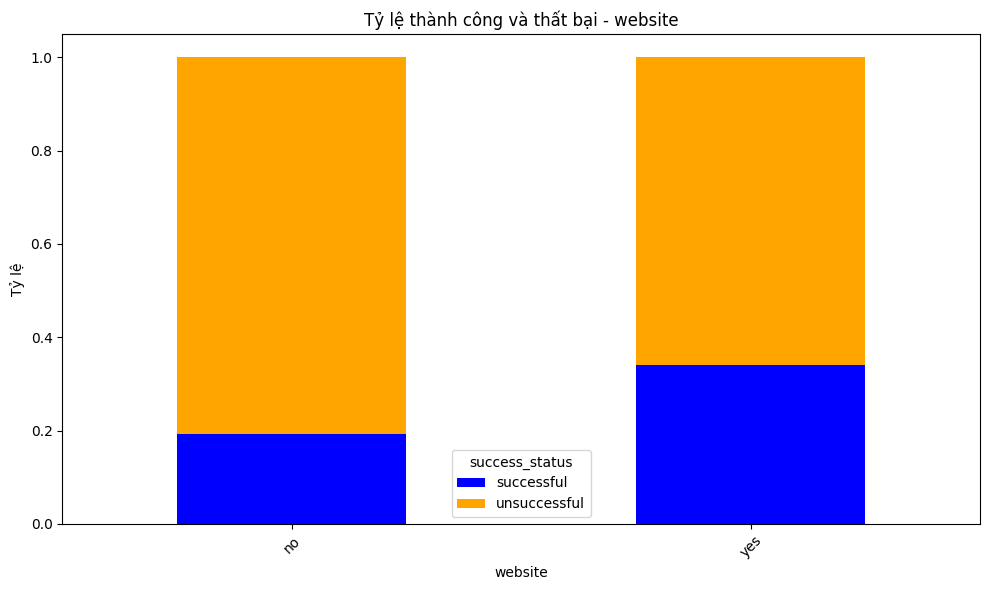 Tỷ lệ thành công và thất bại - website
Tỷ lệ
1.0
0.8
0.6
0.4
0.2
0.0
success_status
successful
unsuccessful
no
yes
website